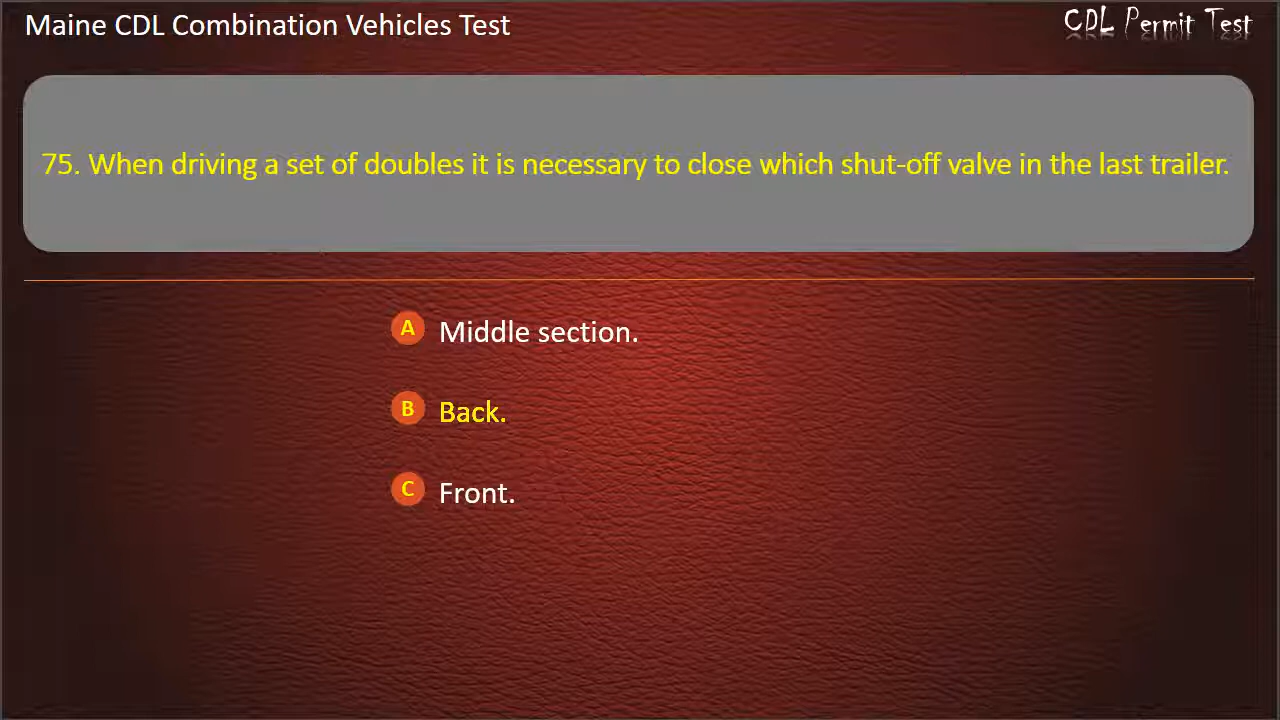 Maine CDL Combination Vehicles Test
CDL Permit Test
75. When driving a set of doubles it is necessary to close which shut-off valve in the last trailer.
A Middle section.
B Back.
C Front.